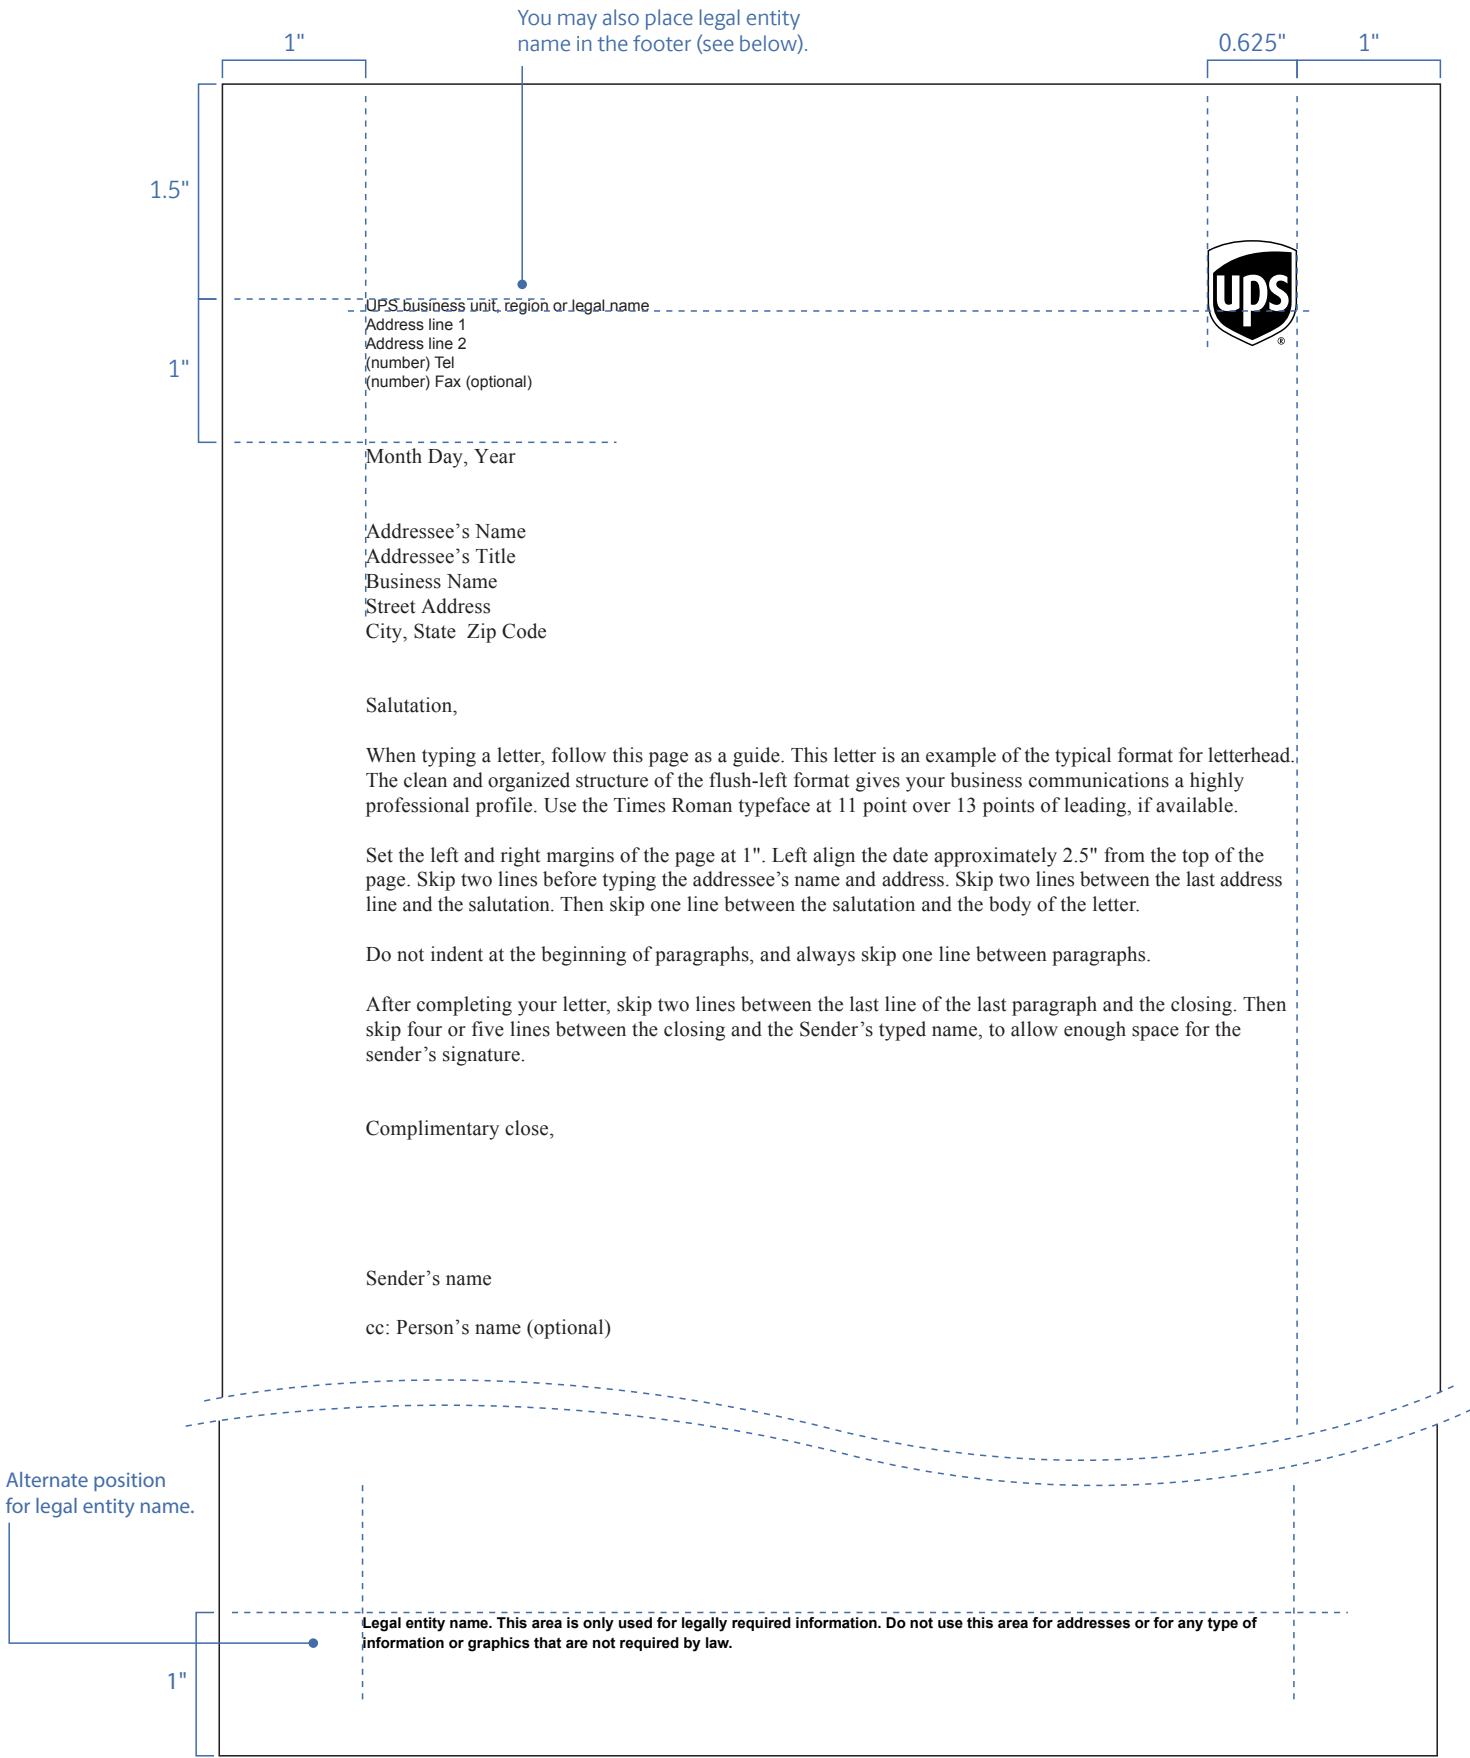 You may also place legal entity
name in the footer (see below).
1"
0.625"
1"
1.5"
ups
®
UPS business unit, region or legal name
Address line 1
Address line 2
(number) Tel
(number) Fax (optional)
1"
Month Day, Year
Addressee’s Name
Addressee’s Title
Business Name
Street Address
City, State  Zip Code
Salutation,
When typing a letter, follow this page as a guide. This letter is an example of the typical format for letterhead.
The clean and organized structure of the flush-left format gives your business communications a highly
professional profile. Use the Times Roman typeface at 11 point over 13 points of leading, if available.
Set the left and right margins of the page at 1". Left align the date approximately 2.5" from the top of the
page. Skip two lines before typing the addressee’s name and address. Skip two lines between the last address
line and the salutation. Then skip one line between the salutation and the body of the letter.
Do not indent at the beginning of paragraphs, and always skip one line between paragraphs.
After completing your letter, skip two lines between the last line of the last paragraph and the closing. Then
skip four or five lines between the closing and the Sender’s typed name, to allow enough space for the
sender’s signature.
Complimentary close,
Sender’s name
cc: Person’s name (optional)
Alternate position
for legal entity name.
Legal entity name. This area is only used for legally required information. Do not use this area for addresses or for any type of
information or graphics that are not required by law.
1"